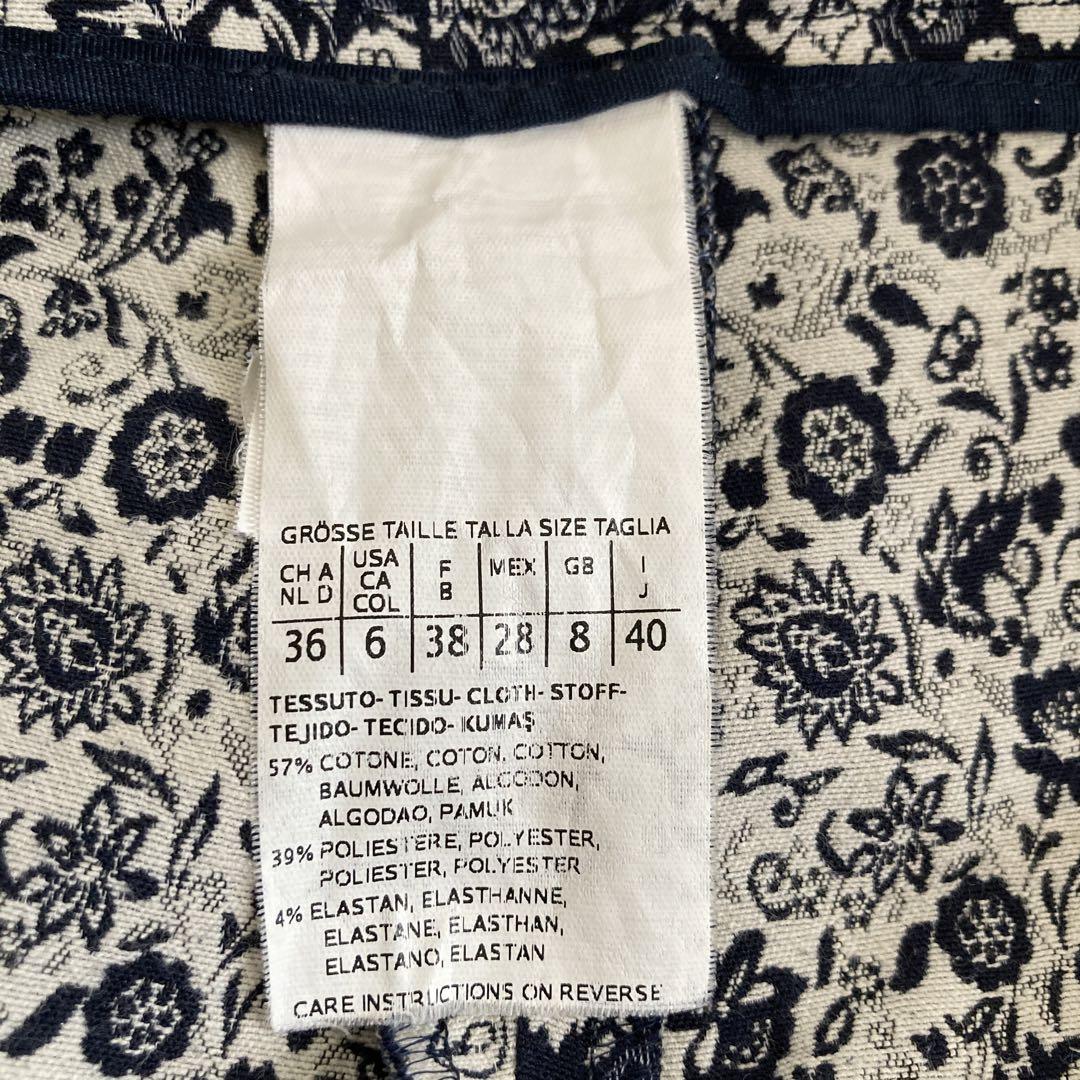 GRÖSSE TAILLE TALLA SIZE TAGLIA
CH A NL D USA CA COL F B MEX GB I J
36 6 38 28 8 40
TESSUTO- TISSU- CLOTH- STOFF-
TEJIDO- TECIDO- KUMAŞ
57% COTONE, COTON, COTTON,
BAUMWOLLE, ALGODON,
ALGODAO, PAMUK
39% POLIESTERE, POLYESTER,
POLIESTER, POLYESTER
4% ELASTAN, ELASTHANNE,
ELASTANE, ELASTHAN,
ELASTANO, ELASTAN
CARE INSTRUCTIONS ON REVERSE